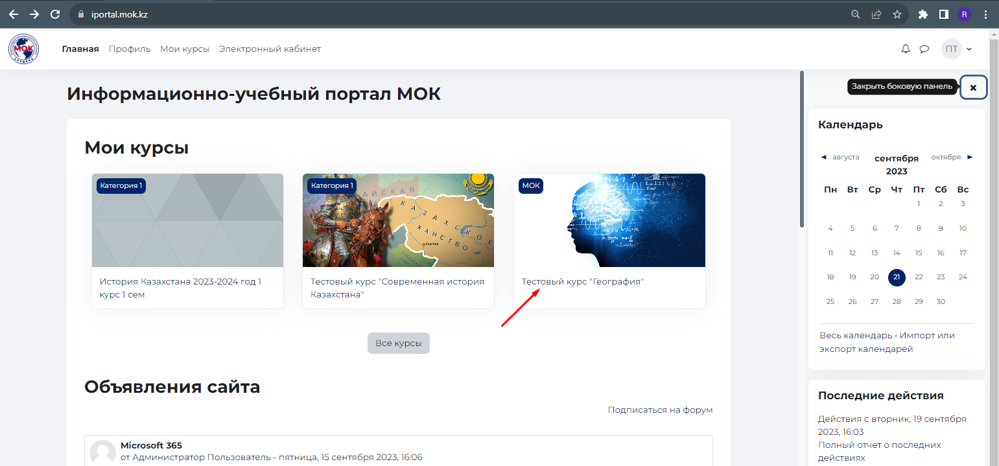 iportal.mok.kz
R
МОК
Главная Профиль Мои курсы Электронный кабинет
ПТ
Информационно-учебный портал МОК
Мои курсы
Категория 1
История Казахстана 2023-2024 год 1
курс 1 сем
Категория 1
КАЗАХСКОЕ
ХАНСТВО
Тестовый курс "Современная история
Казахстана"
МОК
Тестовый курс "География"
Все курсы
Объявления сайта
Подписаться на форум
Microsoft 365
от Администратор Пользователь - пятница, 15 сентября 2023, 16:06
Закрыть боковую панель
Календарь
◄ августа сентября октября ►
2023
Пн Вт Ср Чт Пт Сб Вс
1 2 3
4 5 6 7 8 9 10
11 12 13 14 15 16 17
18 19 20 21 22 23 24
25 26 27 28 29 30
Весь календарь • Импорт или
экспорт календарей
Последние действия
Действия с вторник, 19 сентября
2023, 16:03
Полный отчет о последних
действиях